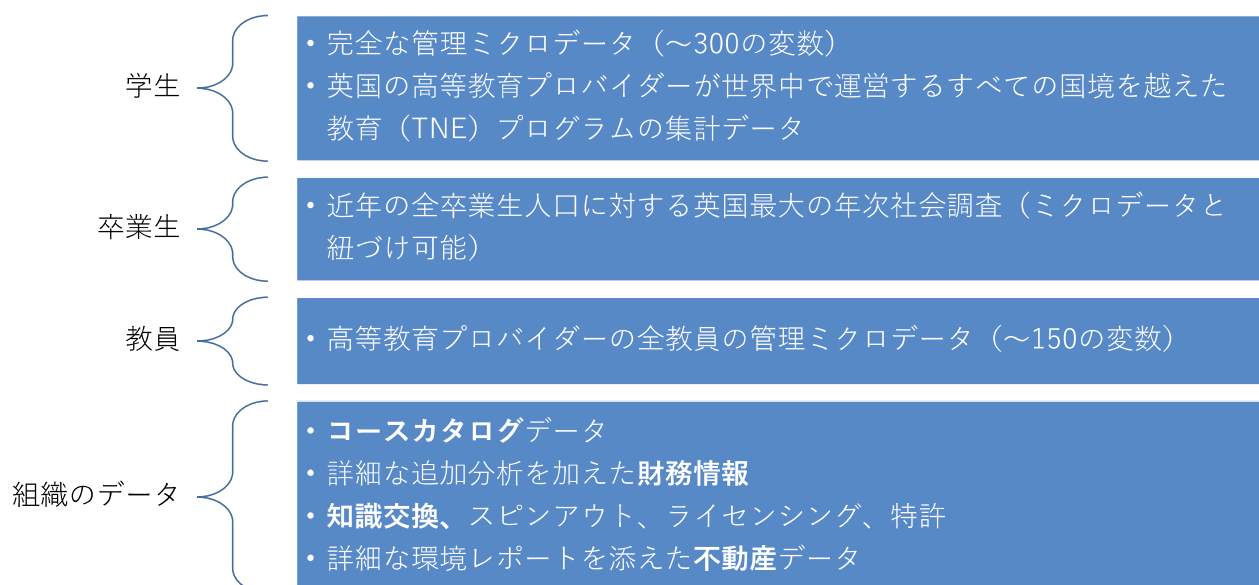 学生
• 完全な管理ミクロデータ（～300の変数）
• 英国の高等教育プロバイダーが世界中で運営するすべての国境を越えた
教育（TNE）プログラムの集計データ
卒業生
• 近年の全卒業生人口に対する英国最大の年次社会調査（ミクロデータと
紐づけ可能）
教員
• 高等教育プロバイダーの全教員の管理ミクロデータ（～150の変数）
組織のデータ
• コースカタログデータ
• 詳細な追加分析を加えた財務情報
• 知識交換、スピンアウト、ライセンシング、特許
• 詳細な環境レポートを添えた不動産データ